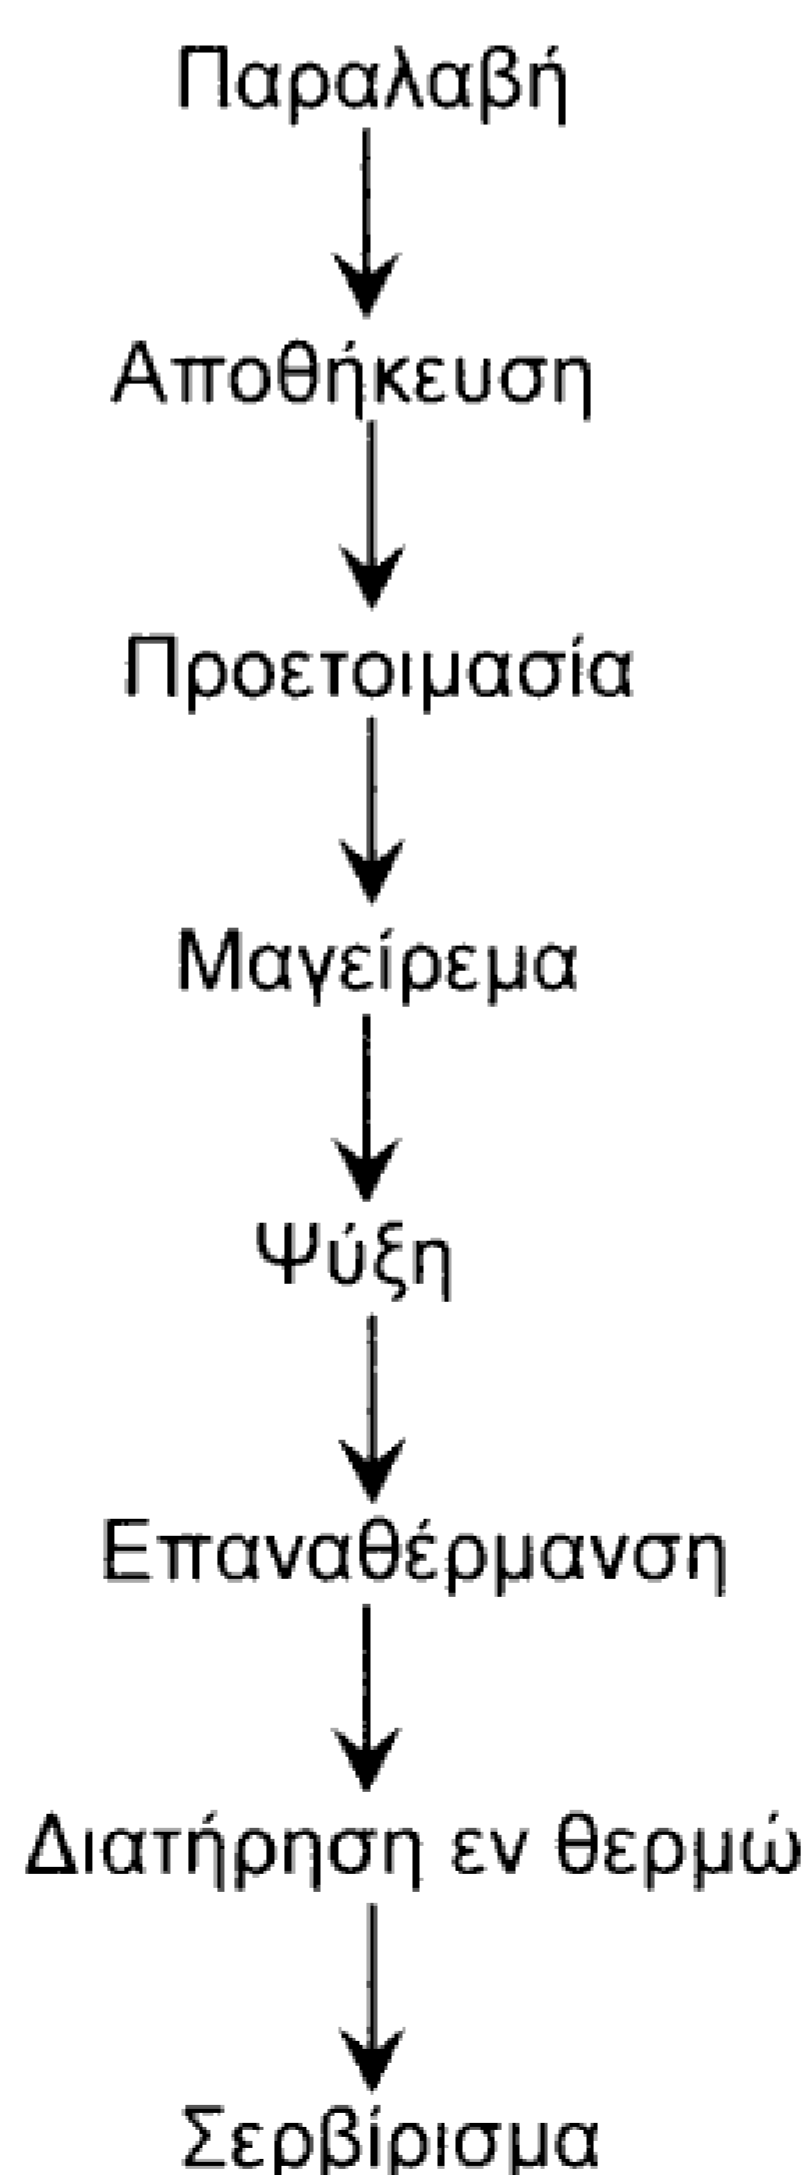 Παραλαβή
Αποθήκευση
Προετοιμασία
Μαγείρεμα
Ψύξη
Επαναθέρμανση
Διατήρηση εν θερμώ
Σερβίρισμα